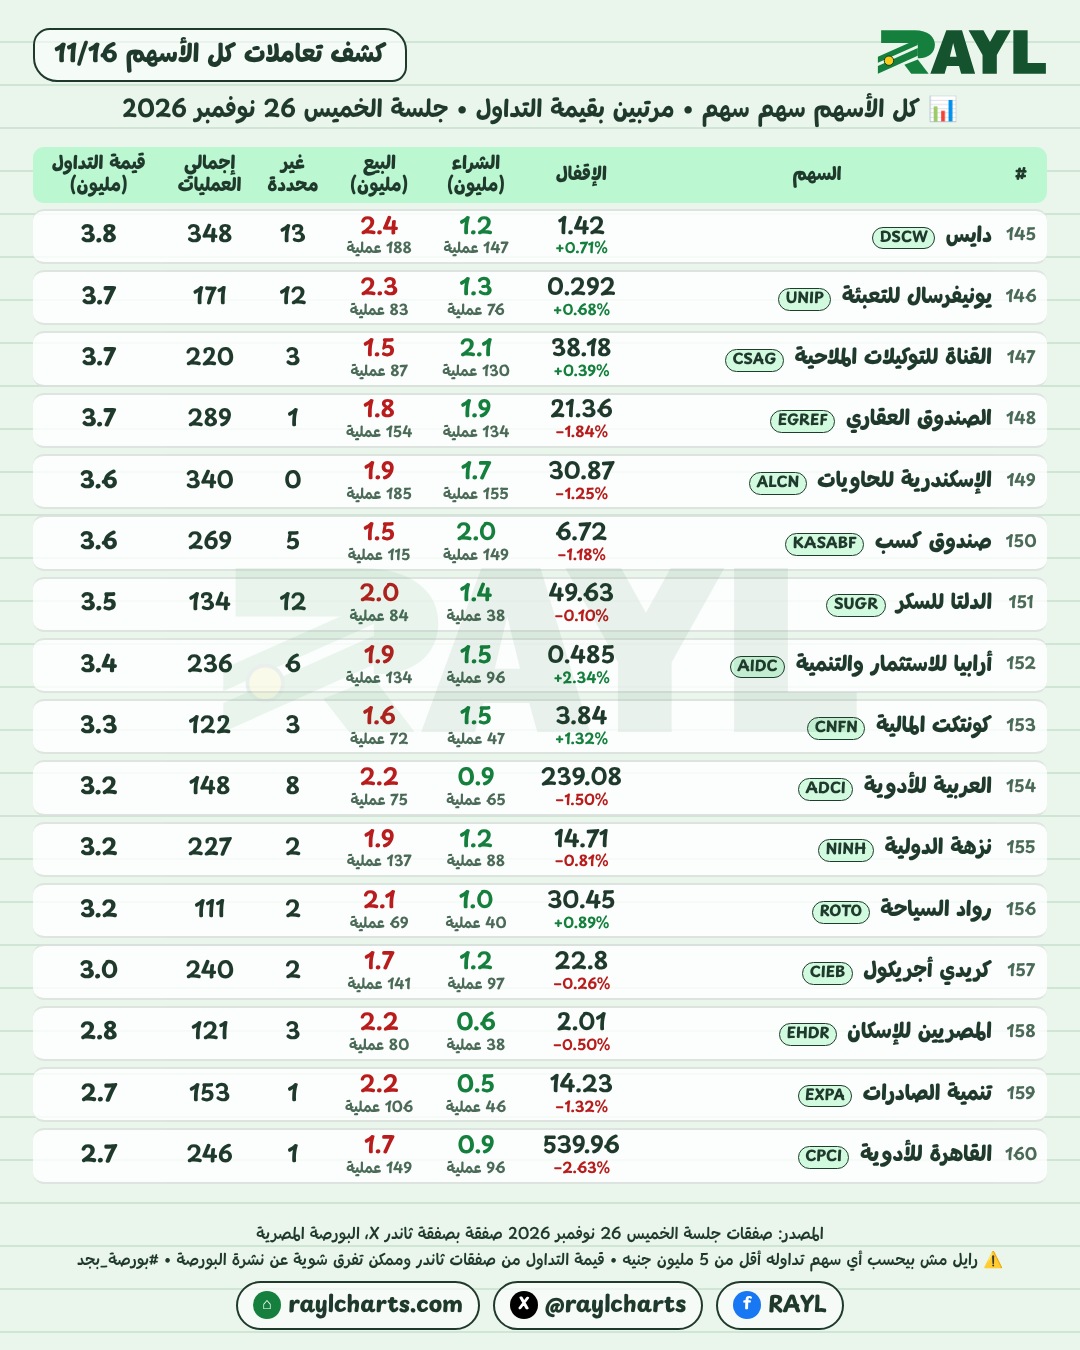 RAYL
كشف تعاملات كل الأسهم 11/16
📊 كل الأسهم سهم سهم • مرتبين بقيمة التداول • جلسة الخميس 26 نوفمبر 2026
# السهم الإقفال الشراء (مليون) البيع (مليون) غير محددة إجمالي العمليات قيمة التداول (مليون)
145 دايس DSCW 1.42 +0.71% 1.2 147 عملية 2.4 188 عملية 13 348 3.8
146 يونيفرسال للتعبئة UNIP 0.292 +0.68% 1.3 76 عملية 2.3 83 عملية 12 171 3.7
147 القناة للتوكيلات الملاحية CSAG 38.18 +0.39% 2.1 130 عملية 1.5 87 عملية 3 220 3.7
148 الصندوق العقاري EGREF 21.36 −1.84% 1.9 134 عملية 1.8 154 عملية 1 289 3.7
149 الإسكندرية للحاويات ALCN 30.87 −1.25% 1.7 155 عملية 1.9 185 عملية 0 340 3.6
150 صندوق كسب KASABF 6.72 −1.18% 2.0 149 عملية 1.5 115 عملية 5 269 3.6
151 الدلتا للسكر SUGR 49.63 −0.10% 1.4 38 عملية 2.0 84 عملية 12 134 3.5
152 أرابيا للاستثمار والتنمية AIDC 0.485 +2.34% 1.5 96 عملية 1.9 134 عملية 6 236 3.4
153 كونتكت المالية CNFN 3.84 +1.32% 1.5 47 عملية 1.6 72 عملية 3 122 3.3
154 العربية للأدوية ADCI 239.08 −1.50% 0.9 65 عملية 2.2 75 عملية 8 148 3.2
155 نزهة الدولية NINH 14.71 −0.81% 1.2 88 عملية 1.9 137 عملية 2 227 3.2
156 رواد السياحة ROTO 30.45 +0.89% 1.0 40 عملية 2.1 69 عملية 2 111 3.2
157 كريدي أجريكول CIEB 22.8 −0.26% 1.2 97 عملية 1.7 141 عملية 2 240 3.0
158 المصريين للإسكان EHDR 2.01 −0.50% 0.6 38 عملية 2.2 80 عملية 3 121 2.8
159 تنمية الصادرات EXPA 14.23 −1.32% 0.5 46 عملية 2.2 106 عملية 1 153 2.7
160 القاهرة للأدوية CPCI 539.96 −2.63% 0.9 96 عملية 1.7 149 عملية 1 246 2.7
المصدر: صفقات جلسة الخميس 26 نوفمبر 2026 صفقة بصفقة ثاندر X، البورصة المصرية
⚠️ رايل مش بيحسب أي سهم تداوله أقل من 5 مليون جنيه • قيمة التداول من صفقات ثاندر وممكن تفرق شوية عن نشرة البورصة • #بورصة_بجد
raylcharts.com
X @raylcharts
f RAYL